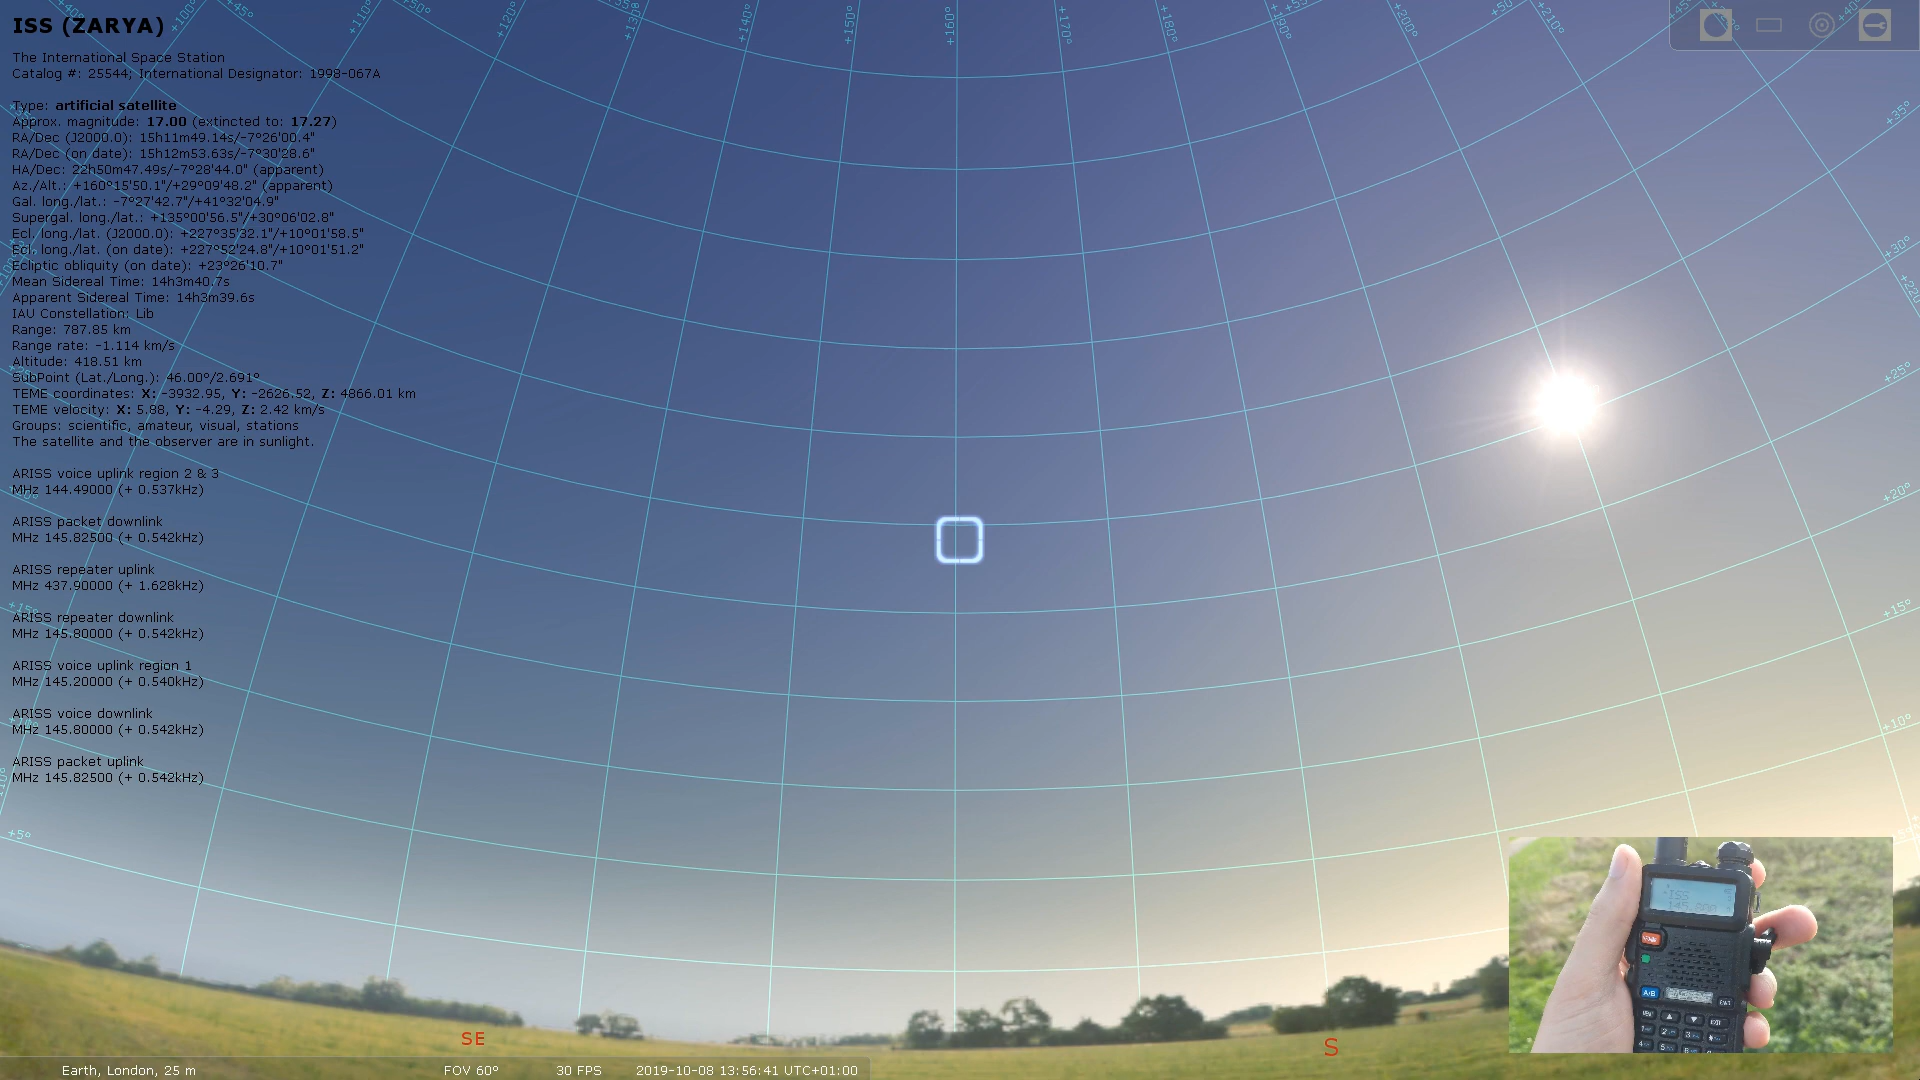 ISS (ZARYA)
The International Space Station
Catalog #: 25544; International Designator: 1998-067A
Type: artificial satellite
Approx. magnitude: 17.00 (extincted to: 17.27)
RA/Dec (J2000.0): 15h11m49.14s/-7°26'00.4"
RA/Dec (on date): 15h12m53.63s/-7°30'28.6"
HA/Dec: 22h50m47.49s/-7°28'44.0" (apparent)
Az./Alt.: +160°15'50.1"/+29°09'48.2" (apparent)
Gal. long./lat.: -7°27'42.7"/+41°32'04.9"
Supergal. long./lat.: +135°00'56.5"/+30°06'02.8"
Ecl. long./lat. (J2000.0): +227°35'32.1"/+10°01'58.5"
Ecl. long./lat. (on date): +227°52'24.8"/+10°01'51.2"
Ecliptic obliquity (on date): +23°26'10.7"
Mean Sidereal Time: 14h3m40.7s
Apparent Sidereal Time: 14h3m39.6s
IAU Constellation: Lib
Range: 787.85 km
Range rate: -1.114 km/s
Altitude: 418.51 km
SubPoint (Lat./Long.): 46.00°/2.691°
TEME coordinates: X: -3932.95, Y: -2626.52, Z: 4866.01 km
TEME velocity: X: 5.88, Y: -4.29, Z: 2.42 km/s
Groups: scientific, amateur, visual, stations
The satellite and the observer are in sunlight.
ARISS voice uplink region 2 & 3
MHz 144.49000 (+ 0.537kHz)
ARISS packet downlink
MHz 145.82500 (+ 0.542kHz)
ARISS repeater uplink
MHz 437.90000 (+ 1.628kHz)
ARISS repeater downlink
MHz 145.80000 (+ 0.542kHz)
ARISS voice uplink region 1
MHz 145.20000 (+ 0.540kHz)
ARISS voice downlink
MHz 145.80000 (+ 0.542kHz)
ARISS packet uplink
MHz 145.82500 (+ 0.542kHz)
+100° +45° +110° +50° +120° +130° +140° +150° +160° +170° +180° +190° +200° +50° +210° +45° +40°
+35°
+30°
+220°
+25°
+20°
+15°
+10°
+5°
SE
S
ISS
145.800
A/B
MENU ▲ ▼ EXIT
Earth, London, 25 m
FOV 60°
30 FPS
2019-10-08 13:56:41 UTC+01:00